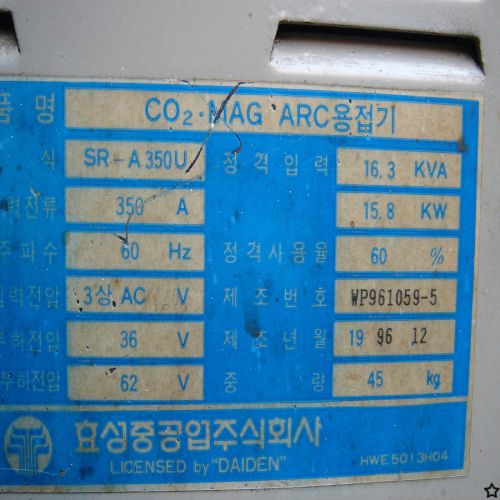 품 명 CO₂·MAG ARC용접기
식 SR-A350U 정격입력 16.3 KVA
력전류 350 A 15.8 KW
주파수 60 Hz 정격사용율 60 %
입력전압 3상 AC V 제조번호 WP961059-5
부하전압 36 V 제조년월 19 96 12
부하전압 62 V 중 량 45 kg
효성중공업주식회사
LICENSED by "DAIDEN" HWE5013H04